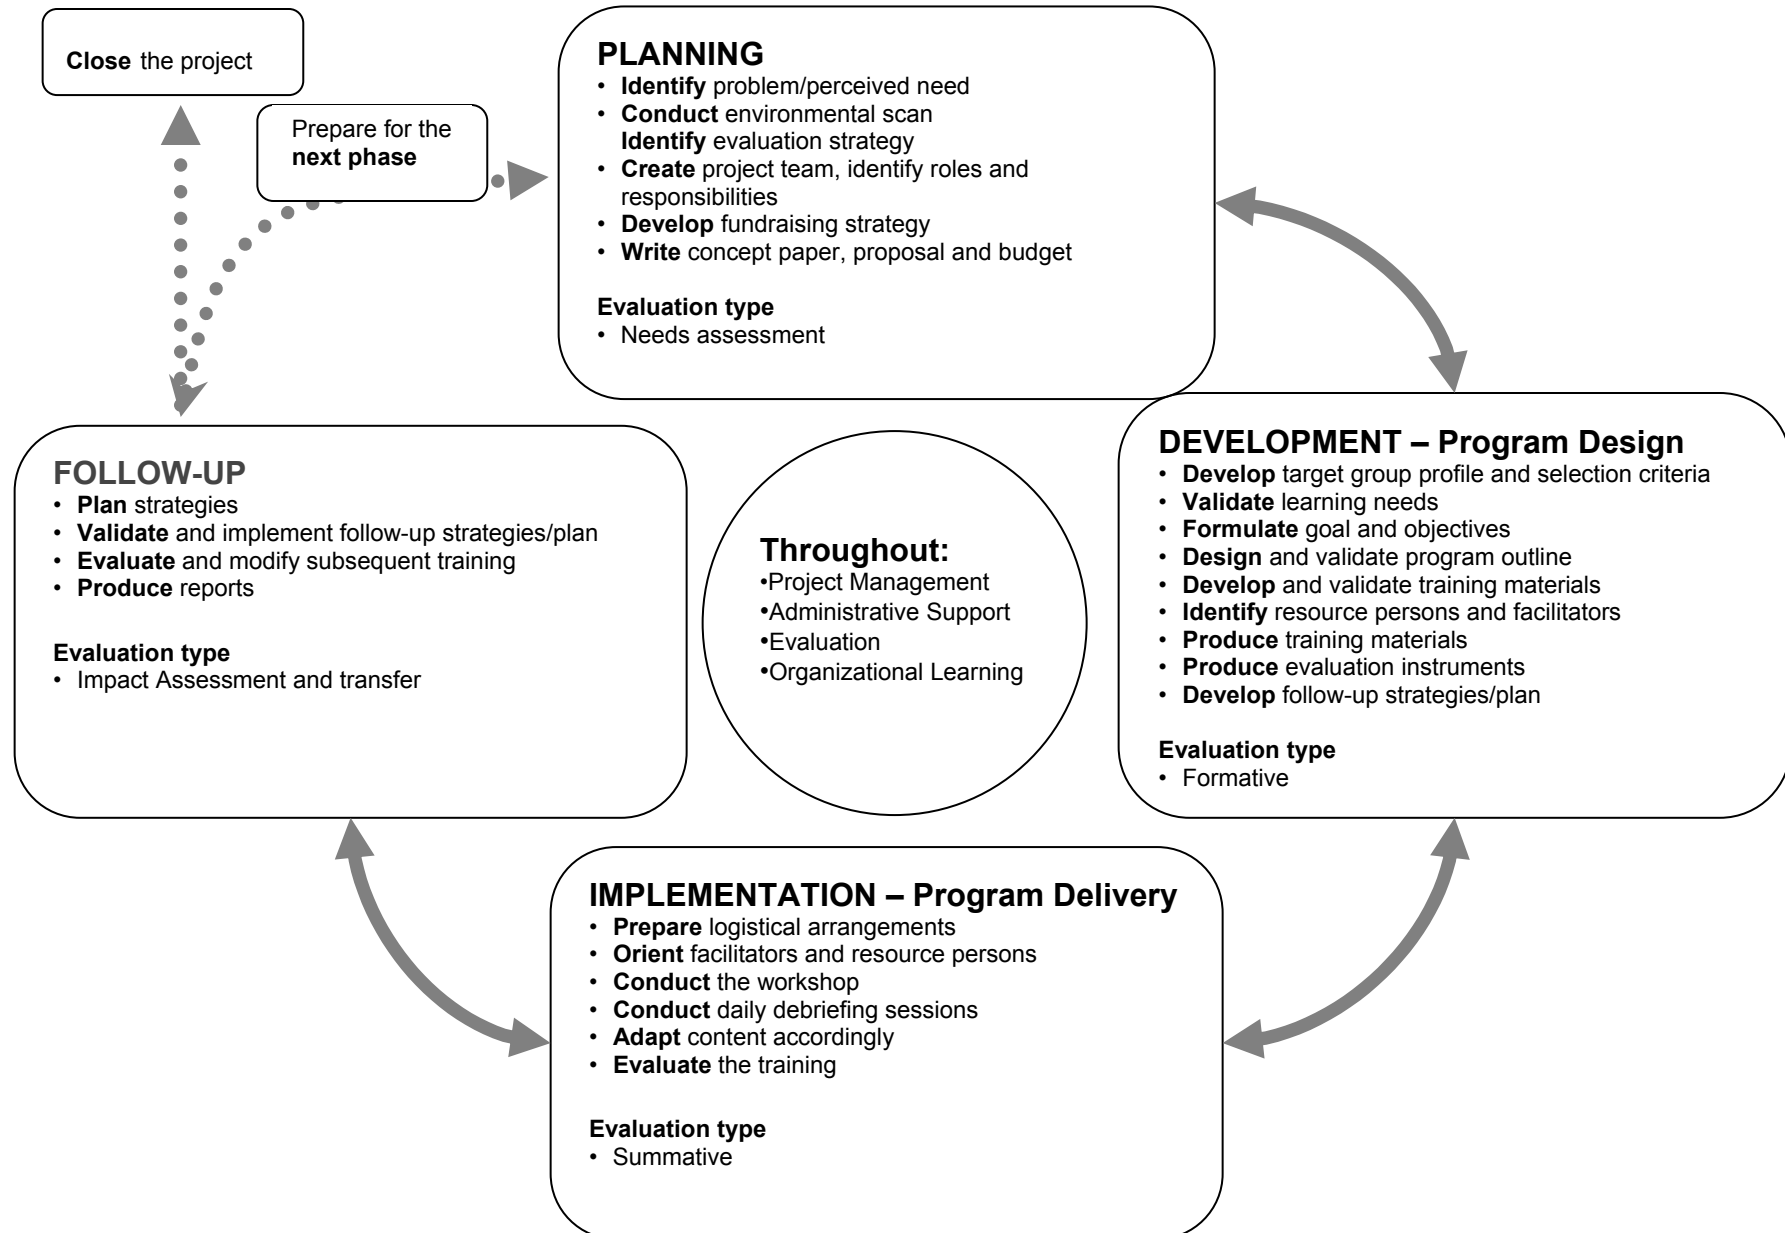 Close the project
Prepare for the
next phase
PLANNING
• Identify problem/perceived need
• Conduct environmental scan
Identify evaluation strategy
• Create project team, identify roles and
responsibilities
• Develop fundraising strategy
• Write concept paper, proposal and budget
Evaluation type
• Needs assessment
DEVELOPMENT – Program Design
• Develop target group profile and selection criteria
• Validate learning needs
• Formulate goal and objectives
• Design and validate program outline
• Develop and validate training materials
• Identify resource persons and facilitators
• Produce training materials
• Produce evaluation instruments
• Develop follow-up strategies/plan
Evaluation type
• Formative
FOLLOW-UP
• Plan strategies
• Validate and implement follow-up strategies/plan
• Evaluate and modify subsequent training
• Produce reports
Evaluation type
• Impact Assessment and transfer
Throughout:
•Project Management
•Administrative Support
•Evaluation
•Organizational Learning
IMPLEMENTATION – Program Delivery
• Prepare logistical arrangements
• Orient facilitators and resource persons
• Conduct the workshop
• Conduct daily debriefing sessions
• Adapt content accordingly
• Evaluate the training
Evaluation type
• Summative